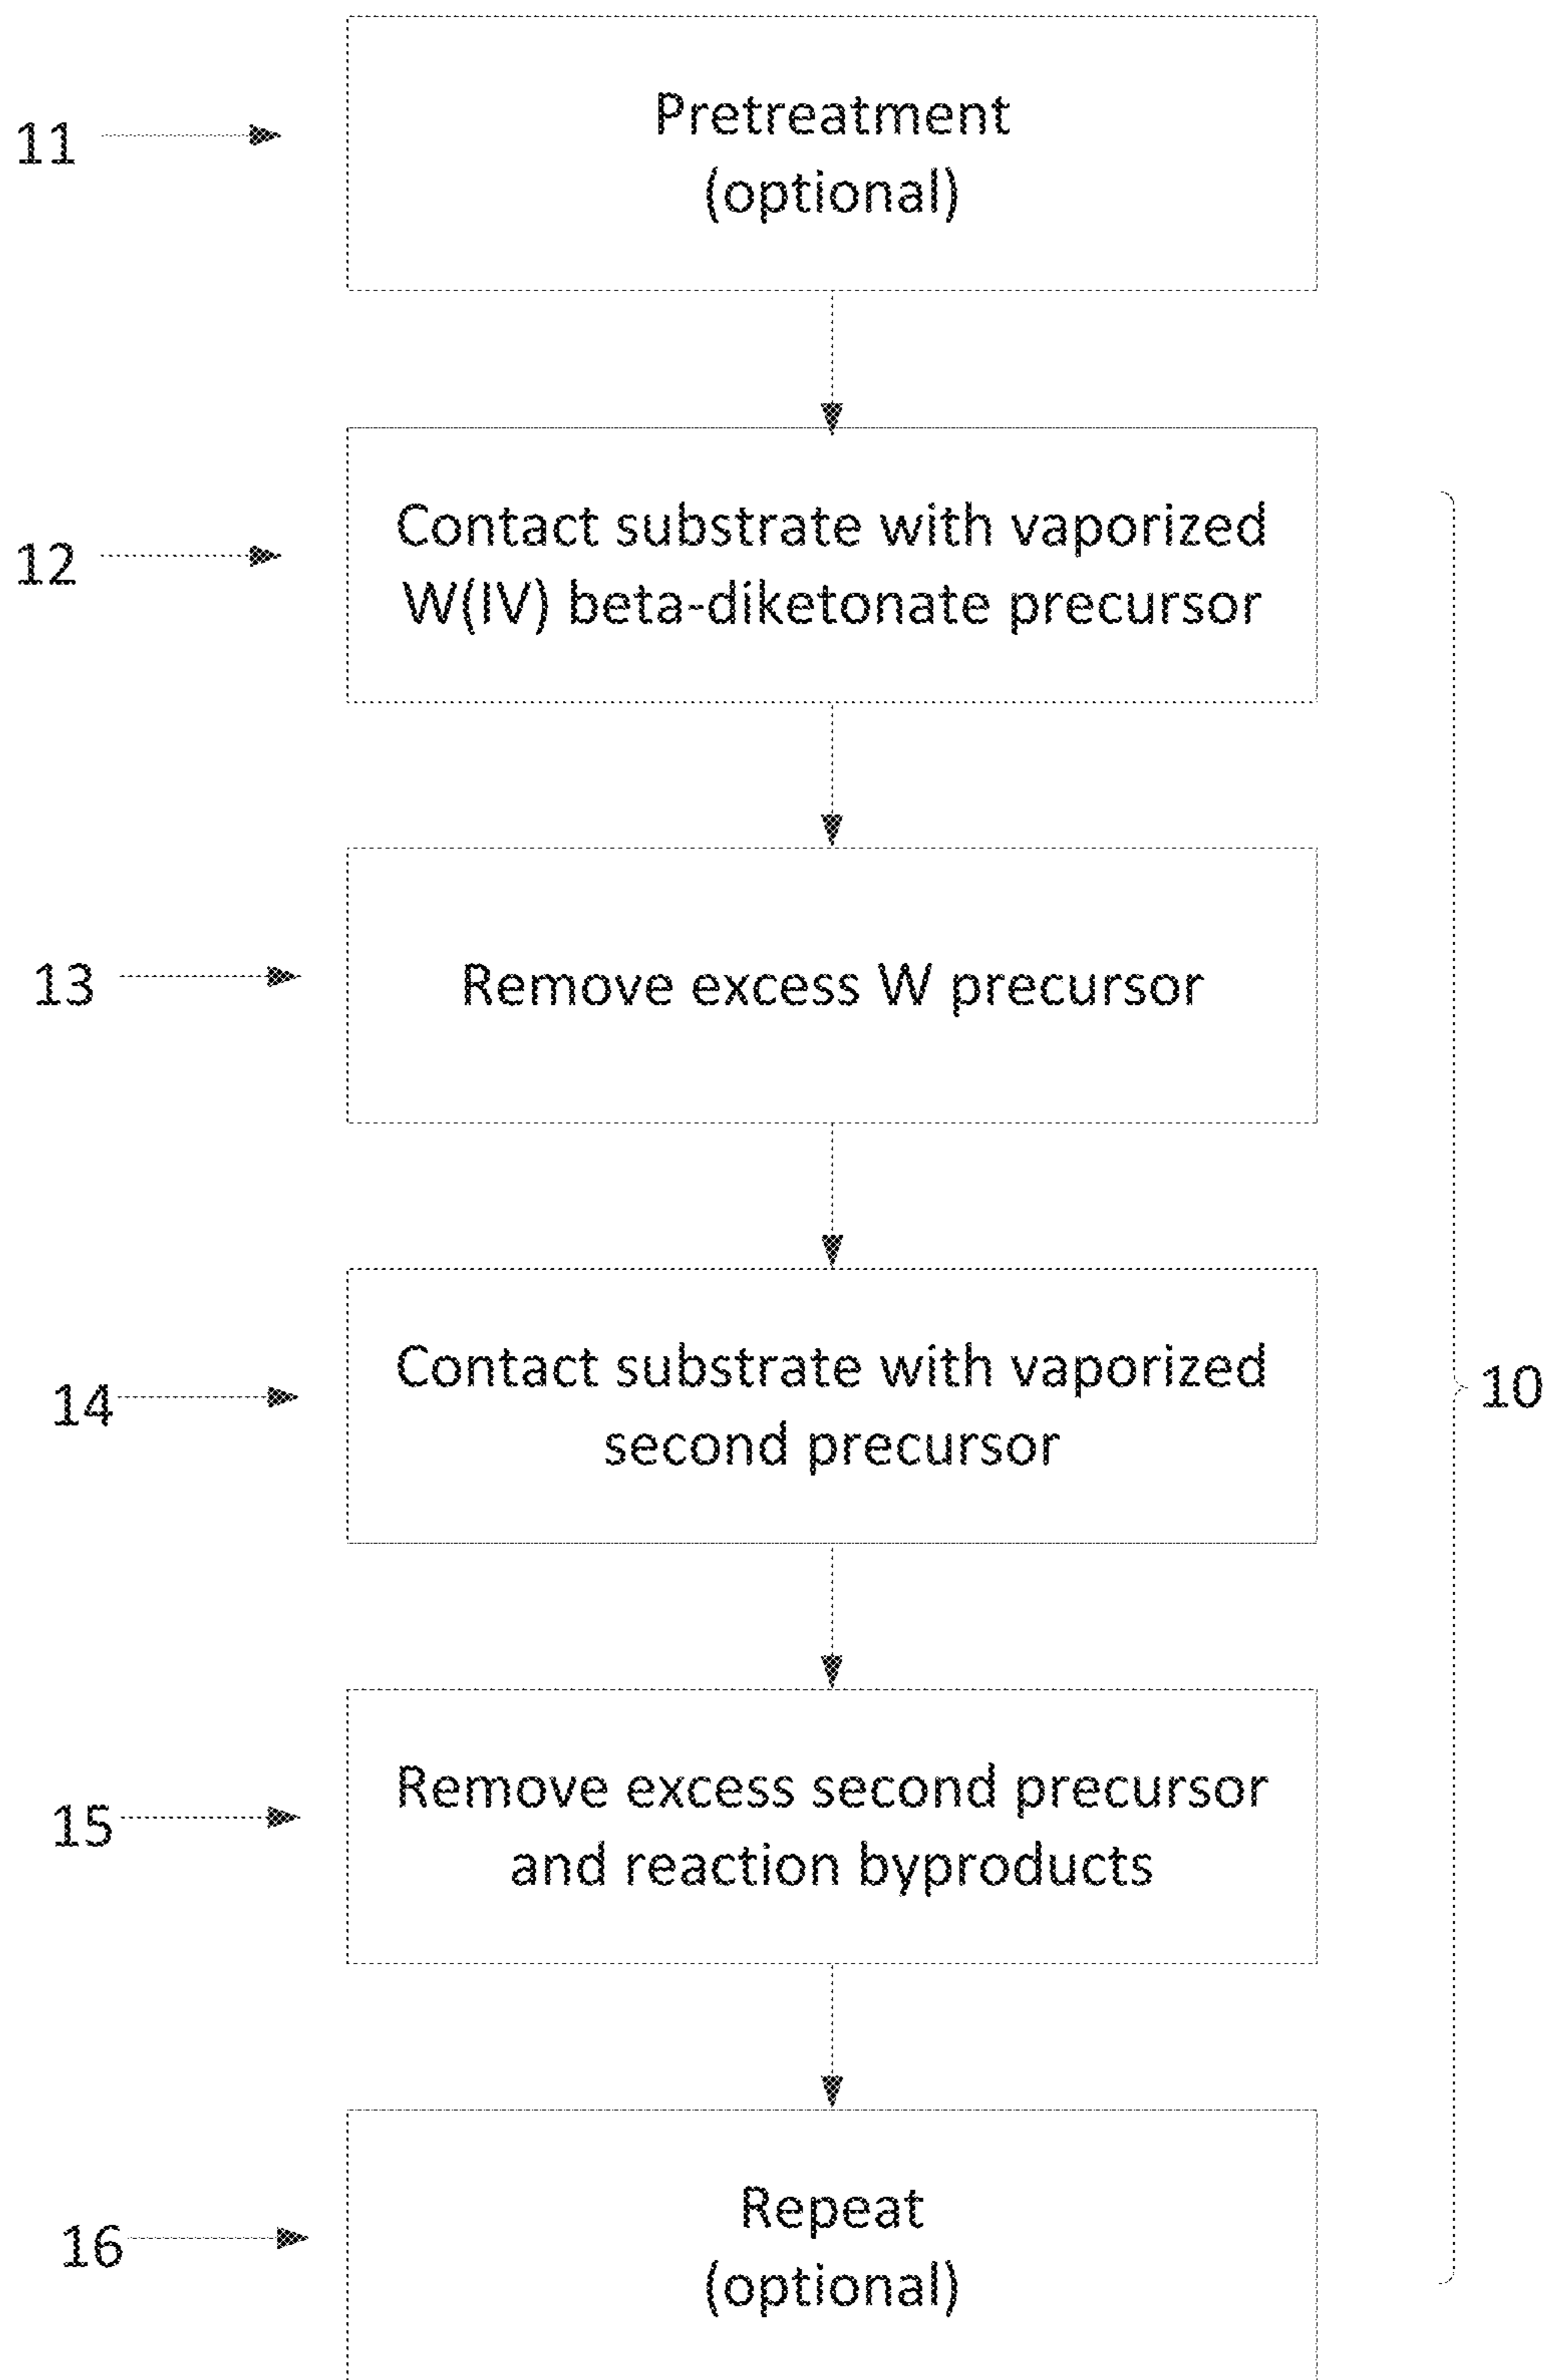 11
Pretreatment
(optional)
12
Contact substrate with vaporized
W(IV) beta-diketonate precursor
13
Remove excess W precursor
14
Contact substrate with vaporized
second precursor
10
15
Remove excess second precursor
and reaction byproducts
16
Repeat
(optional)